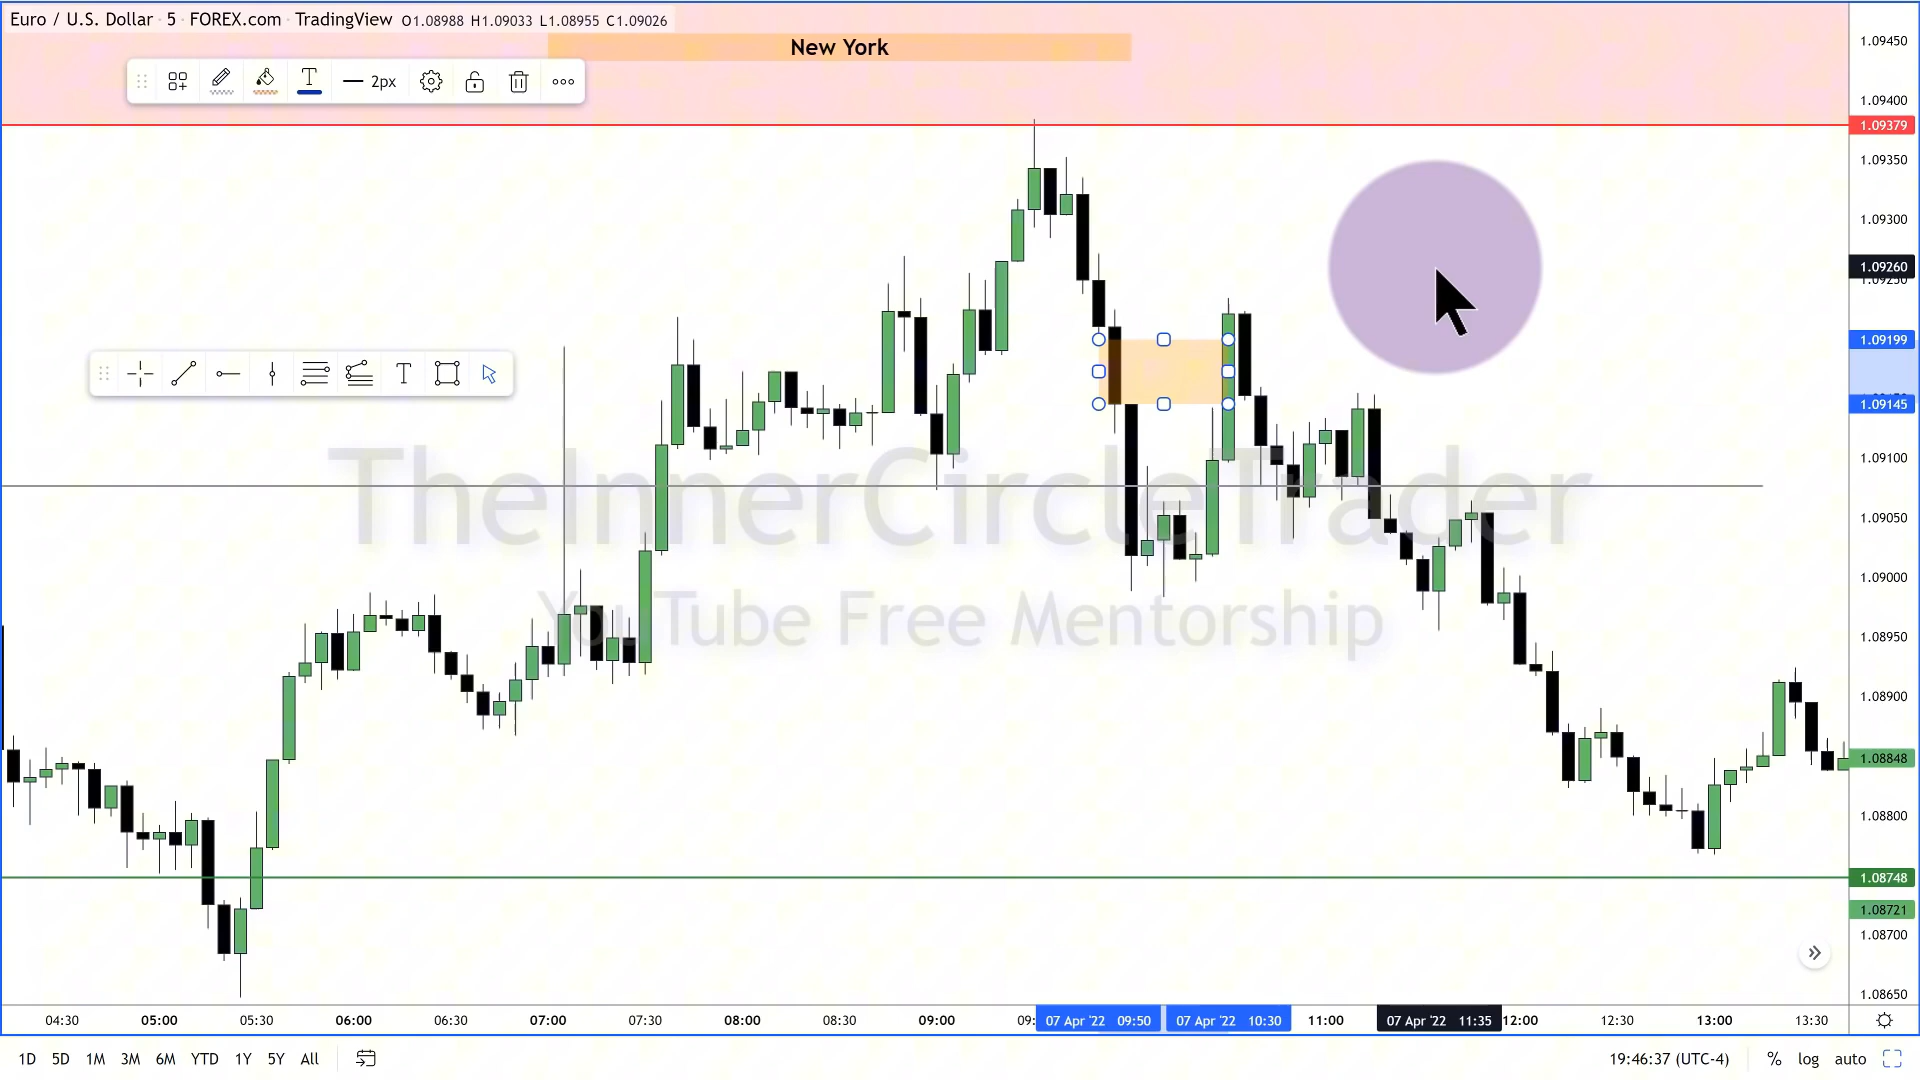 Euro / U.S. Dollar · 5 · FOREX.com · TradingView O1.08988 H1.09033 L1.08955 C1.09026
New York
T 2px
T
TheInnerCircleTrader
YouTube Free Mentorship
1.09450
1.09400
1.09379
1.09350
1.09300
1.09260
1.09250
1.09199
1.09145
1.09100
1.09050
1.09000
1.08950
1.08900
1.08848
1.08800
1.08748
1.08721
1.08700
1.08650
04:30 05:00 05:30 06:00 06:30 07:00 07:30 08:00 08:30 09:00 09: 07 Apr '22 09:50 07 Apr '22 10:30 11:00 07 Apr '22 11:35 12:00 12:30 13:00 13:30
1D 5D 1M 3M 6M YTD 1Y 5Y All 19:46:37 (UTC-4) % log auto